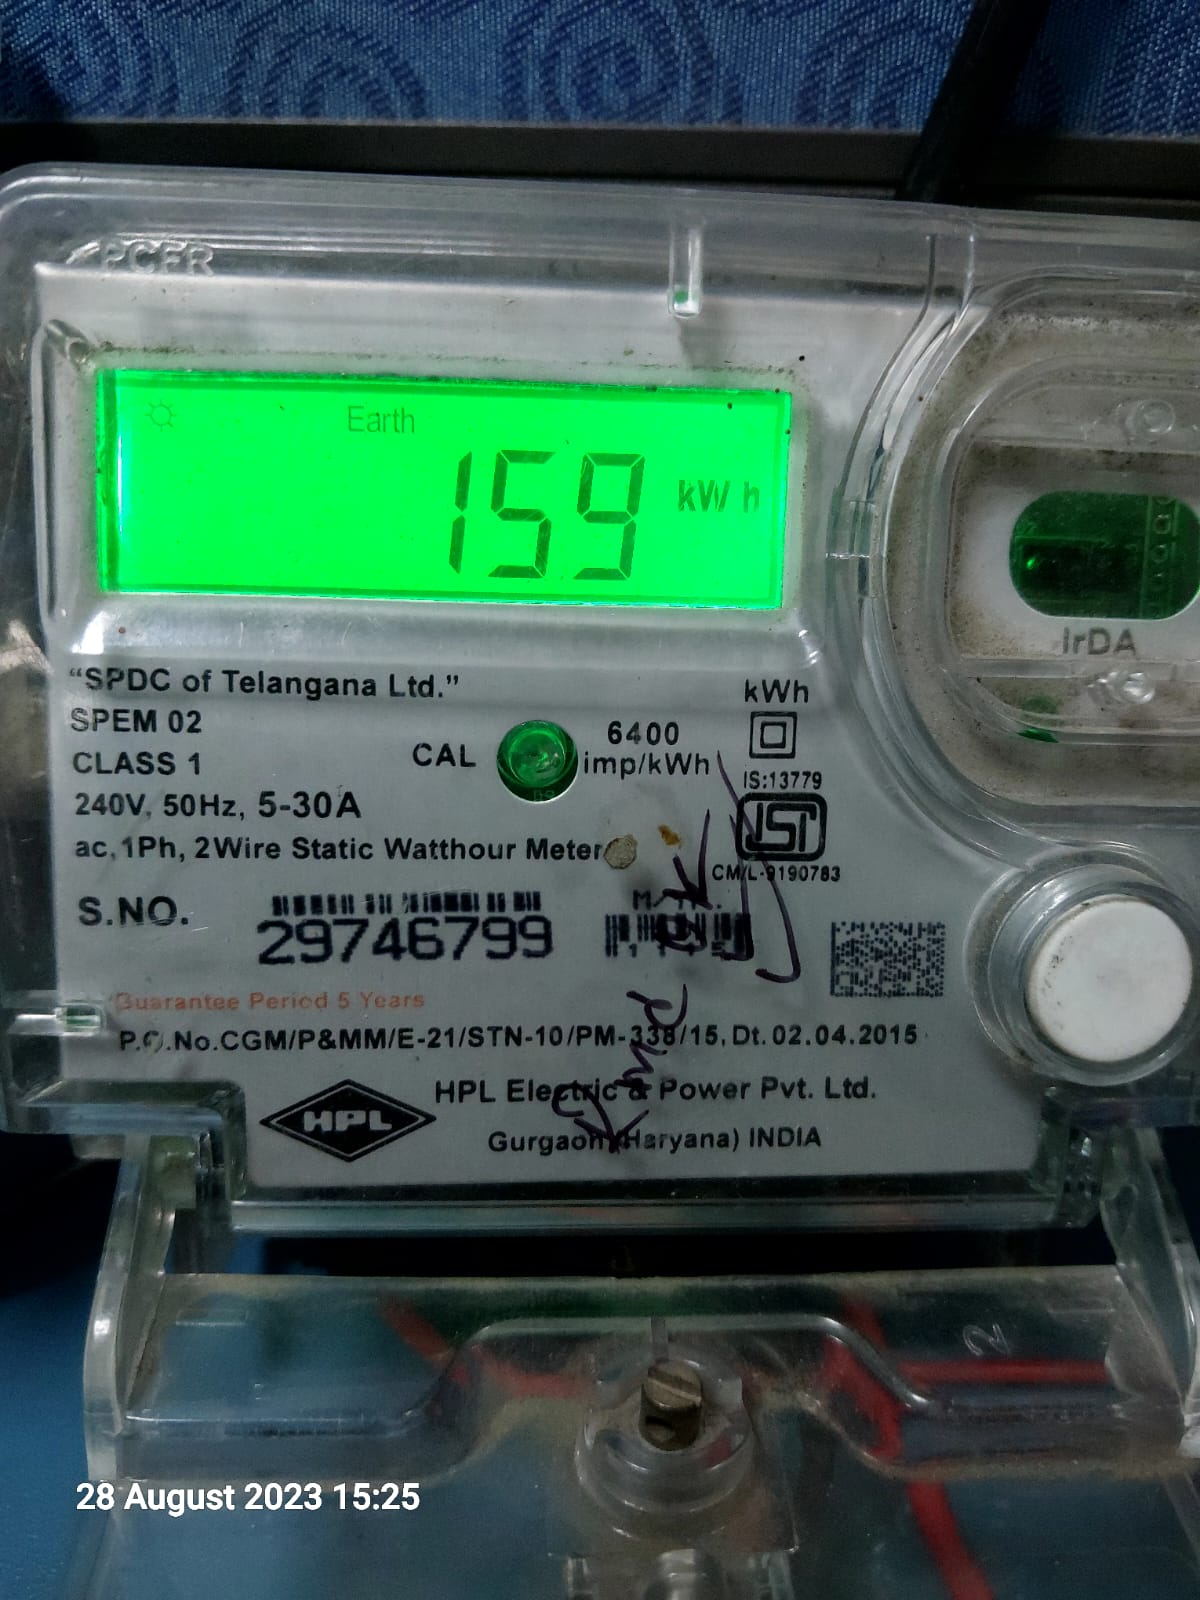 PCFR
Earth
159 kW h
"SPDC of Telangana Ltd."
SPEM 02
CLASS 1
240V, 50Hz, 5-30A
ac, 1Ph, 2Wire Static Watthour Meter
CAL
6400
imp/kWh
kWh
IS:13779
ISI
CM/L-9190783
IrDA
S.NO.
29746799
Guarantee Period 5 Years
P.O.No.CGM/P&MM/E-21/STN-10/PM-338/15, Dt. 02.04.2015
HPL
HPL Electric & Power Pvt. Ltd.
Gurgaon (Haryana) INDIA
2
28 August 2023 15:25